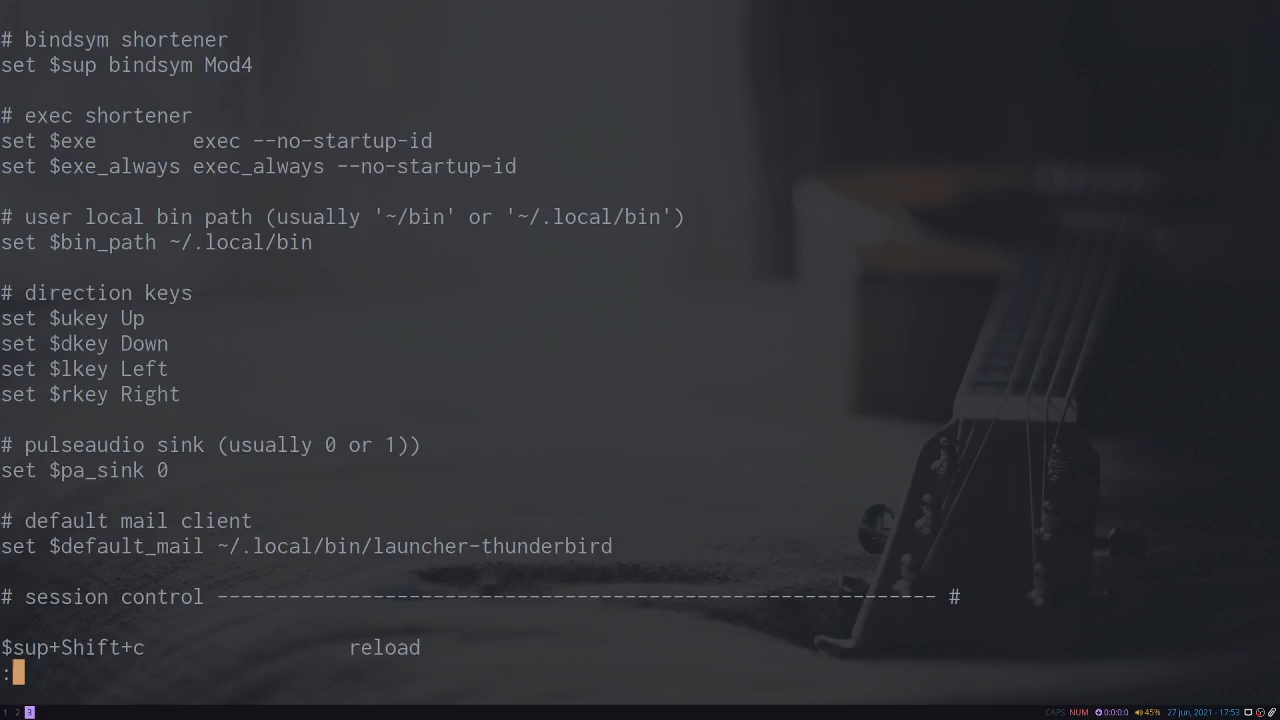 # bindsym shortener
set $sup bindsym Mod4
# exec shortener
set $exe        exec --no-startup-id
set $exe_always exec_always --no-startup-id
# user local bin path (usually '~/bin' or '~/.local/bin')
set $bin_path ~/.local/bin
# direction keys
set $ukey Up
set $dkey Down
set $lkey Left
set $rkey Right
# pulseaudio sink (usually 0 or 1))
set $pa_sink 0
# default mail client
set $default_mail ~/.local/bin/launcher-thunderbird
# session control ------------------------------------------------------------ #
$sup+Shift+c                 reload
:
1 2 3 CAPS NUM 0:0:0:0 45% 27 jun, 2021 - 17:53